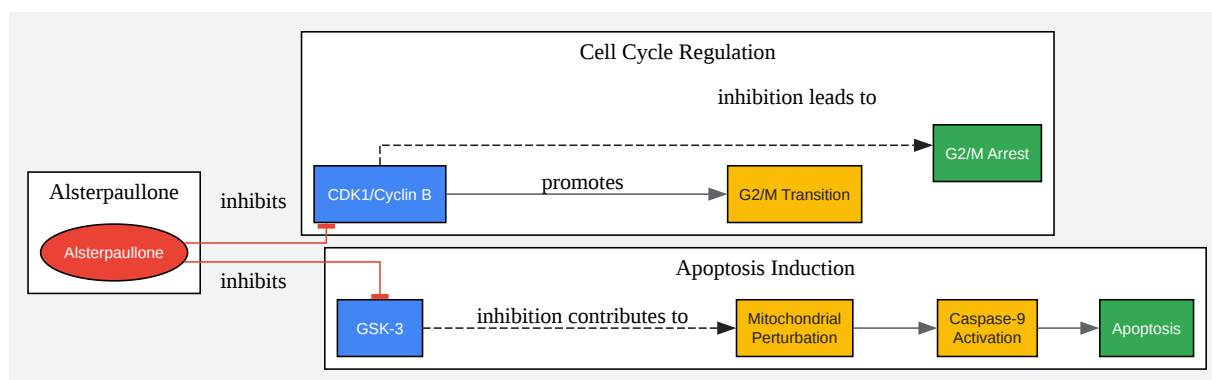 Cell Cycle Regulation
inhibition leads to
G2/M Arrest
CDK1/Cyclin B
promotes
G2/M Transition
Alsterpaullone
inhibits
Alsterpaullone
inhibits
Apoptosis Induction
GSK-3
inhibition contributes to
Mitochondrial
Perturbation
Caspase-9
Activation
Apoptosis